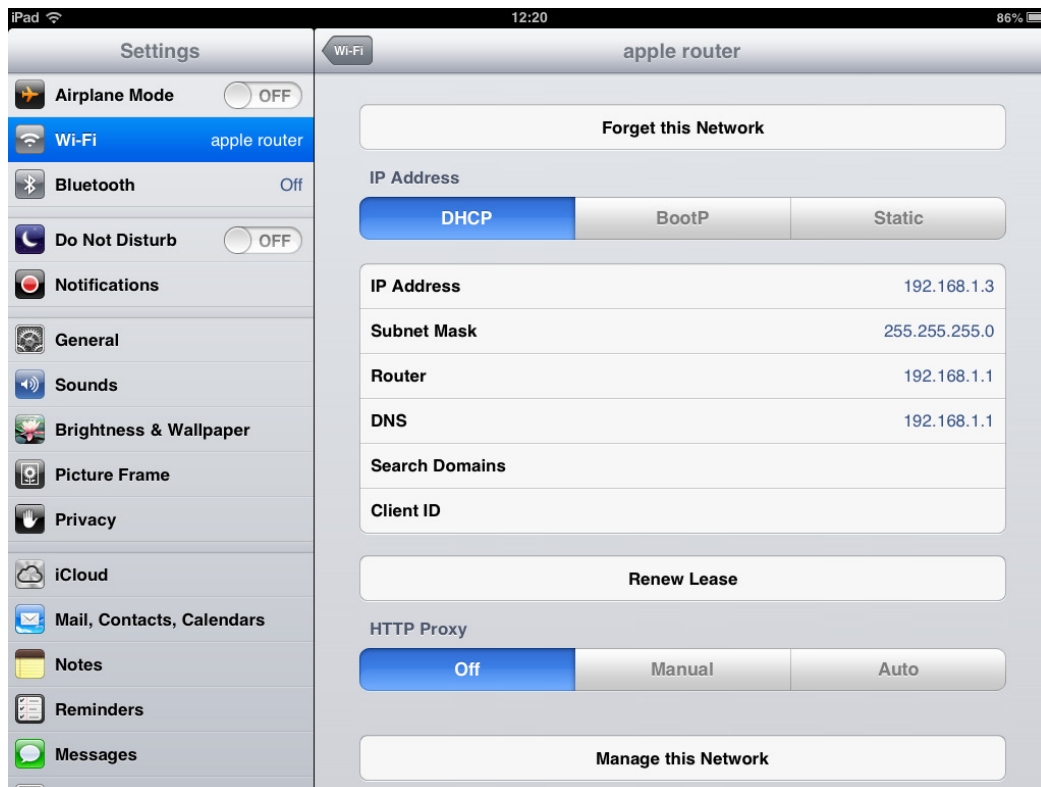 iPad 12:20 86%
Settings
Airplane Mode OFF
Wi-Fi apple router
Bluetooth Off
Do Not Disturb OFF
Notifications
General
Sounds
Brightness & Wallpaper
Picture Frame
Privacy
iCloud
Mail, Contacts, Calendars
Notes
Reminders
Messages
Wi-Fi apple router
Forget this Network
IP Address
DHCP BootP Static
IP Address 192.168.1.3
Subnet Mask 255.255.255.0
Router 192.168.1.1
DNS 192.168.1.1
Search Domains
Client ID
Renew Lease
HTTP Proxy
Off Manual Auto
Manage this Network